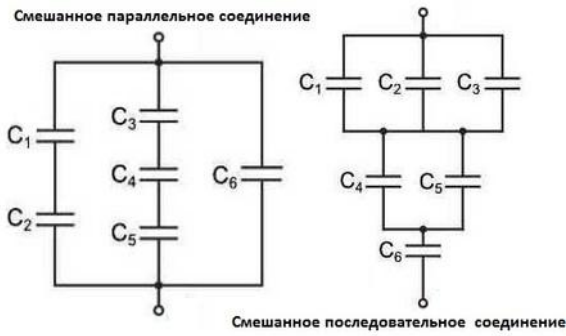 Смешанное параллельное соединение
C1
C2
C3
C4
C5
C6
C1
C2
C3
C4
C5
C6
Смешанное последовательное соединение